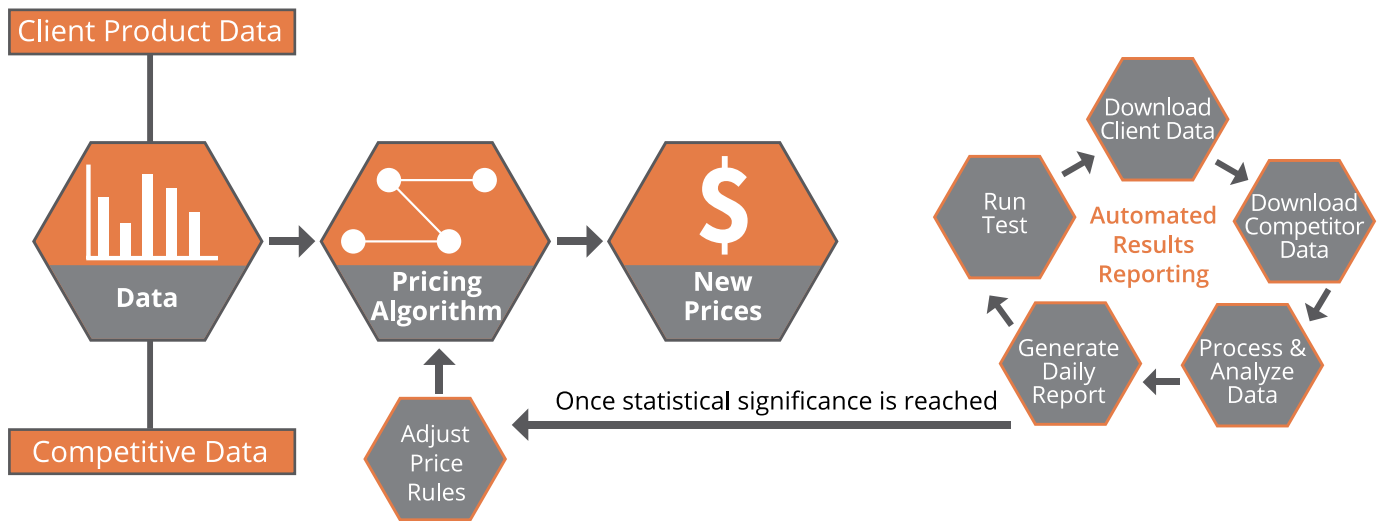 Client Product Data
Data
Competitive Data
Pricing
Algorithm
New
Prices
Adjust
Price
Rules
Once statistical significance is reached
Automated
Results
Reporting
Download
Client Data
Download
Competitor
Data
Process &
Analyze
Data
Generate
Daily
Report
Run
Test